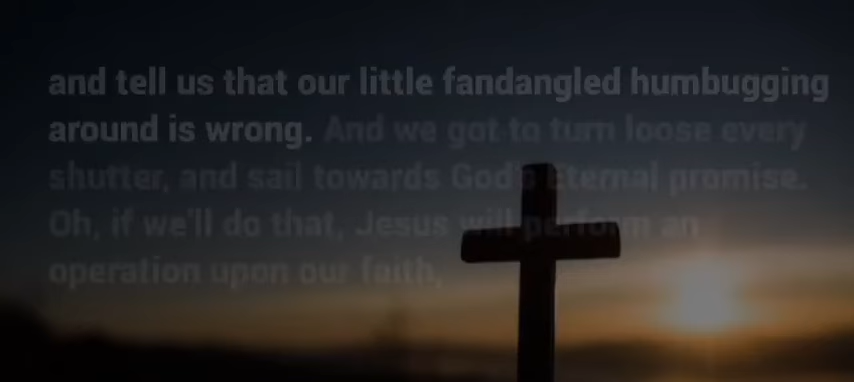 and tell us that our little fandangled humbugging
around is wrong. And we got to turn loose every
shutter, and sail towards God's Eternal promise.
Oh, if we'll do that, Jesus will perform an
operation upon our faith,